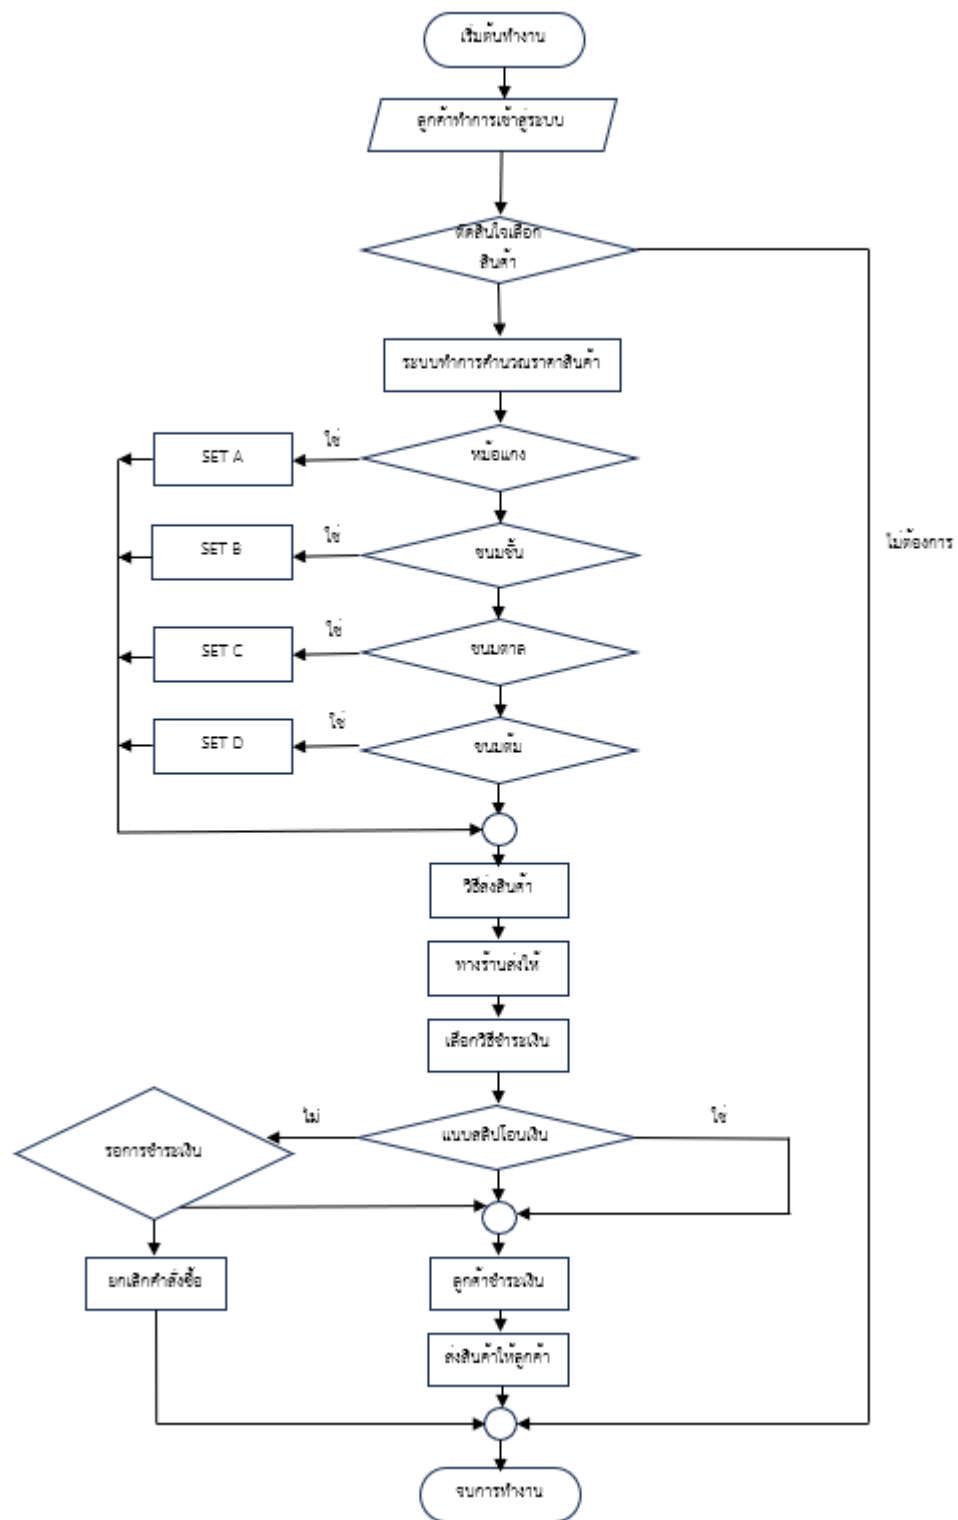 เริ่มต้นทำงาน
ลูกค้าทำการเข้าสู่ระบบ
ตัดสินใจเลือก
สินค้า
ระบบทำการคำนวณราคาสินค้า
หม้อแกง
ใช่
SET A
ขนมชั้น
ใช่
SET B
ไม่ต้องการ
ขนมตาล
ใช่
SET C
ขนมต้ม
ใช่
SET D
วิธีส่งสินค้า
ทางร้านส่งให้
เลือกวิธีชำระเงิน
แนบสลิปโอนเงิน
ไม่
ใช่
รอการชำระเงิน
ยกเลิกคำสั่งซื้อ
ลูกค้าชำระเงิน
ส่งสินค้าให้ลูกค้า
จบการทำงาน